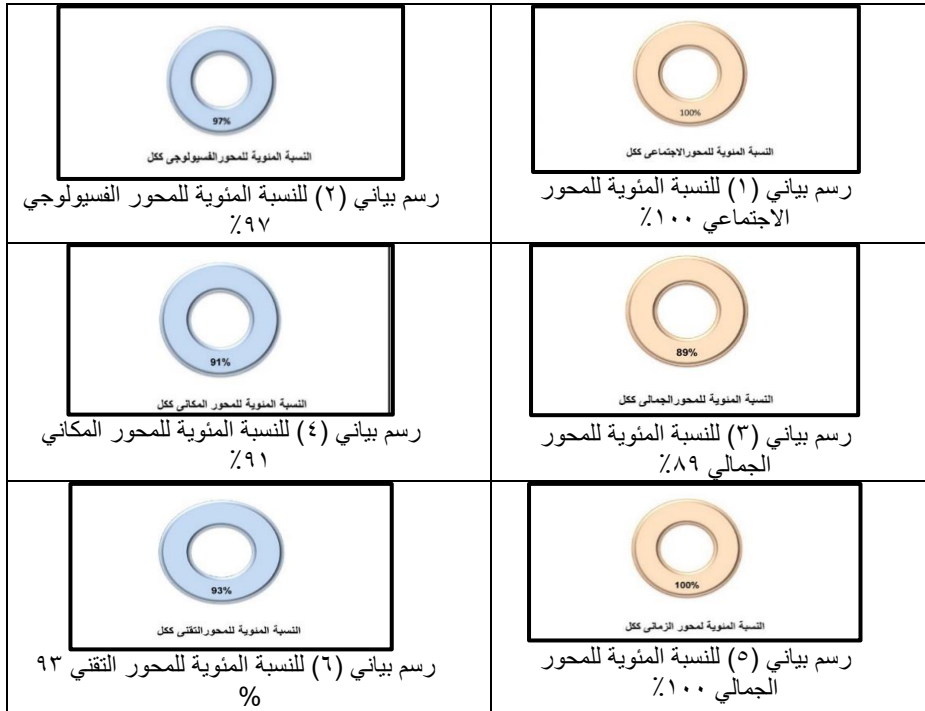 100%
النسبة المئوية للمحور الاجتماعى ككل
رسم بياني (١) للنسبة المئوية للمحور
الاجتماعي ١٠٠٪
97%
النسبة المئوية للمحور الفسيولوجى ككل
رسم بياني (٢) للنسبة المئوية للمحور الفسيولوجي
٩٧٪
89%
النسبة المئوية للمحور الجمالى ككل
رسم بياني (٣) للنسبة المئوية للمحور
الجمالي ٨٩٪
91%
النسبة المئوية للمحور المكانى ككل
رسم بياني (٤) للنسبة المئوية للمحور المكاني
٩١٪
100%
النسبة المئوية لمحور الزمانى ككل
رسم بياني (٥) للنسبة المئوية للمحور
الجمالي ١٠٠٪
93%
النسبة المئوية للمحور التقنى ككل
رسم بياني (٦) للنسبة المئوية للمحور التقني ٩٣
%